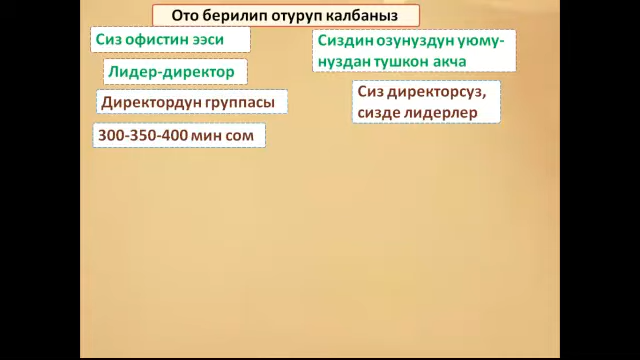 Ото берилип отуруп калбаныз
Сиз офистин ээси
Лидер-директор
Директордун группасы
300-350-400 мин сом
Сиздин озунуздун уюму-
нуздан тушкон акча
Сиз директорсуз,
сизде лидерлер